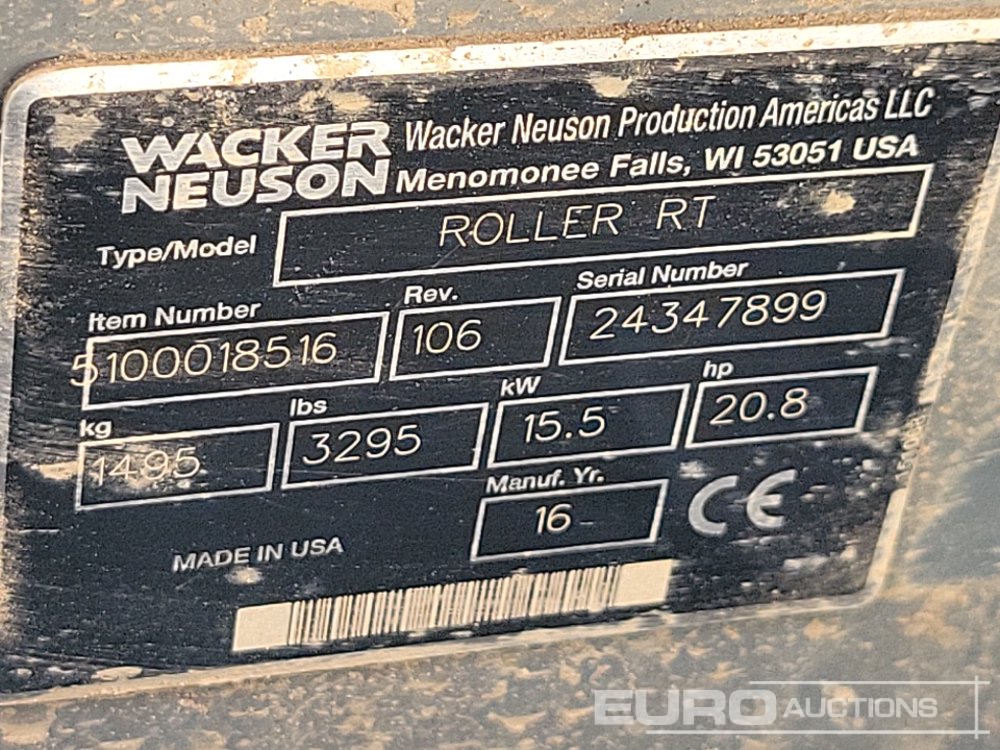 WACKER NEUSON
Wacker Neuson Production Americas LLC
Menomonee Falls, WI 53051 USA
Type/Model ROLLER RT
Item Number Rev. Serial Number
5100018516 106 24347899
kg lbs kW hp
1495 3295 15.5 20.8
Manuf. Yr.
16
CE
MADE IN USA
EURO AUCTIONS